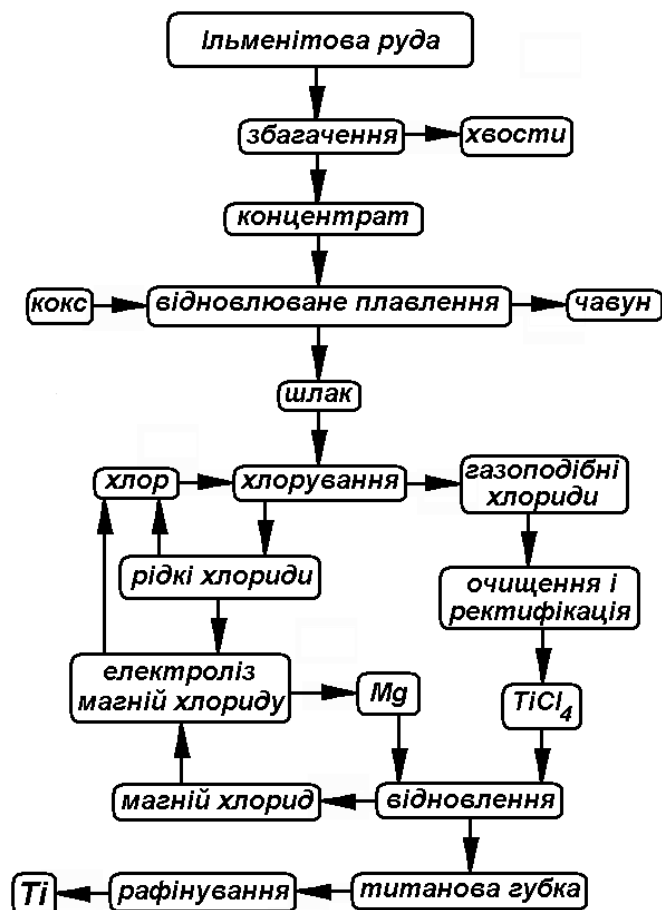 Ільменітова руда
збагачення
хвости
концентрат
кокс
відновлюване плавлення
чавун
шлак
хлор
хлорування
газоподібні
хлориди
рідкі хлориди
очищення і
ректифікація
електроліз
магній хлориду
Mg
TiCl4
магній хлорид
відновлення
Ti
рафінування
титанова губка